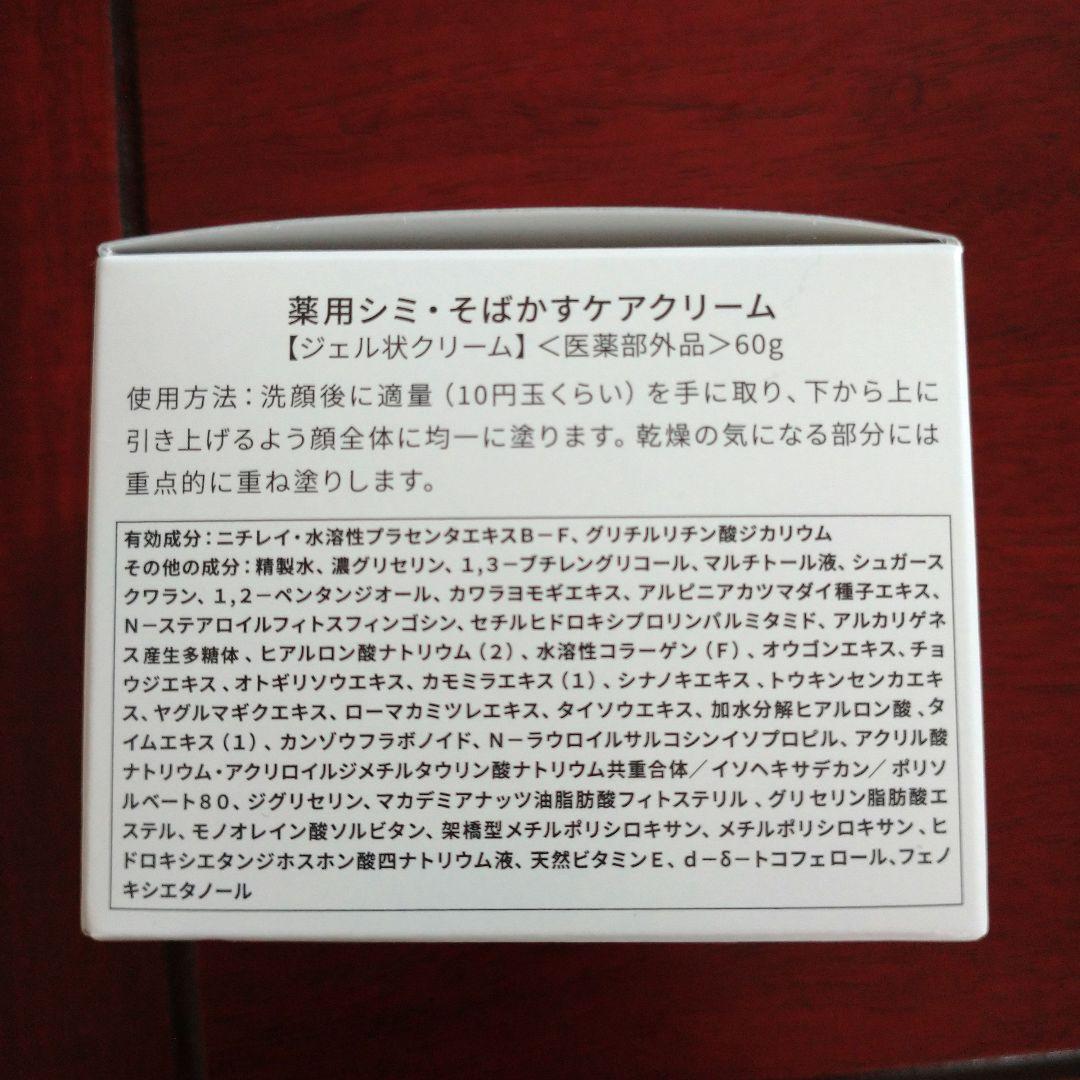 薬用シミ・そばかすケアクリーム
【ジェル状クリーム】<医薬部外品>60g
使用方法：洗顔後に適量（10円玉くらい）を手に取り、下から上に
引き上げるよう顔全体に均一に塗ります。乾燥の気になる部分には
重点的に重ね塗りします。
有効成分：ニチレイ・水溶性プラセンタエキスB－F、グリチルリチン酸ジカリウム
その他の成分：精製水、濃グリセリン、1,3－ブチレングリコール、マルチトール液、シュガース
クワラン、1,2－ペンタンジオール、カワラヨモギエキス、アルピニアカツマダイ種子エキス、
N－ステアロイルフィトスフィンゴシン、セチルヒドロキシプロリンパルミタミド、アルカリゲネ
ス産生多糖体、ヒアルロン酸ナトリウム（2）、水溶性コラーゲン（F）、オウゴンエキス、チョ
ウジエキス、オトギリソウエキス、カモミラエキス（1）、シナノキエキス、トウキンセンカエキ
ス、ヤグルマギクエキス、ローマカミツレエキス、タイソウエキス、加水分解ヒアルロン酸、タ
イムエキス（1）、カンゾウフラボノイド、N－ラウロイルサルコシンイソプロピル、アクリル酸
ナトリウム・アクリロイルジメチルタウリン酸ナトリウム共重合体／イソヘキサデカン／ポリソ
ルベート80、ジグリセリン、マカデミアナッツ油脂肪酸フィトステリル、グリセリン脂肪酸エ
ステル、モノオレイン酸ソルビタン、架橋型メチルポリシロキサン、メチルポリシロキサン、ヒ
ドロキシエタンジホスホン酸四ナトリウム液、天然ビタミンE、d－δ－トコフェロール、フェノ
キシエタノール